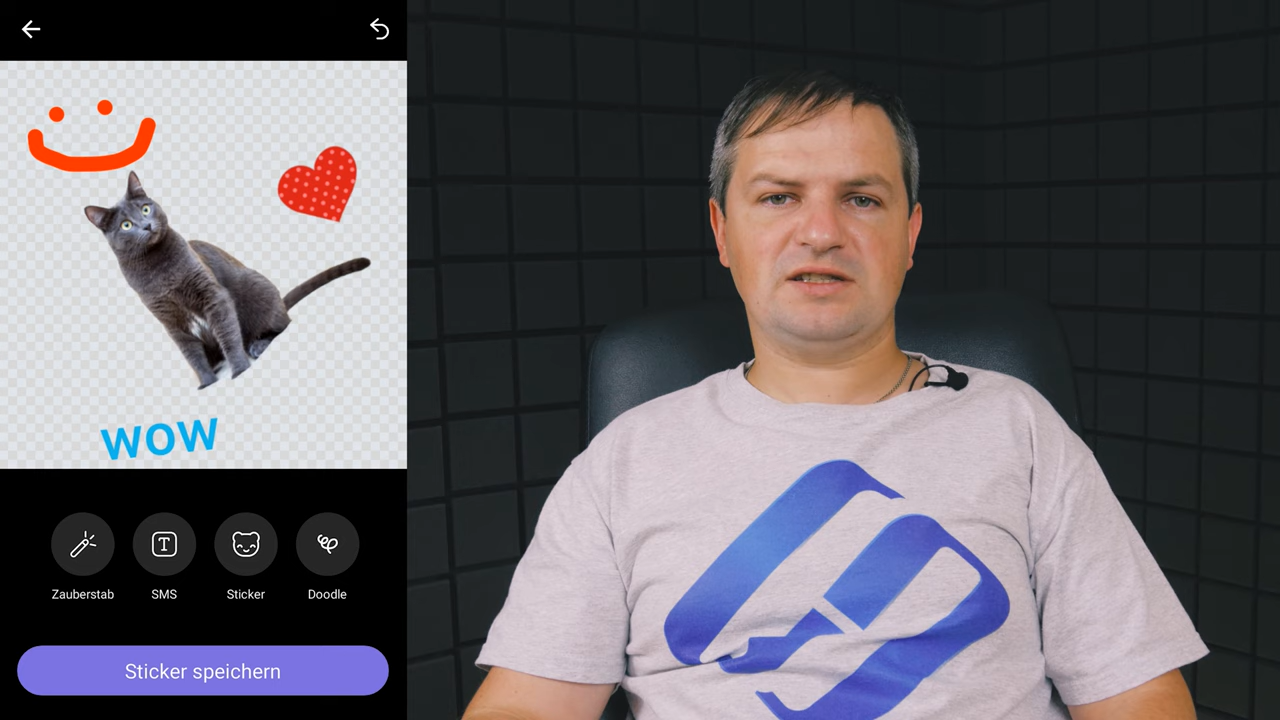 WOW
Zauberstab
SMS
Sticker
Doodle
Sticker speichern